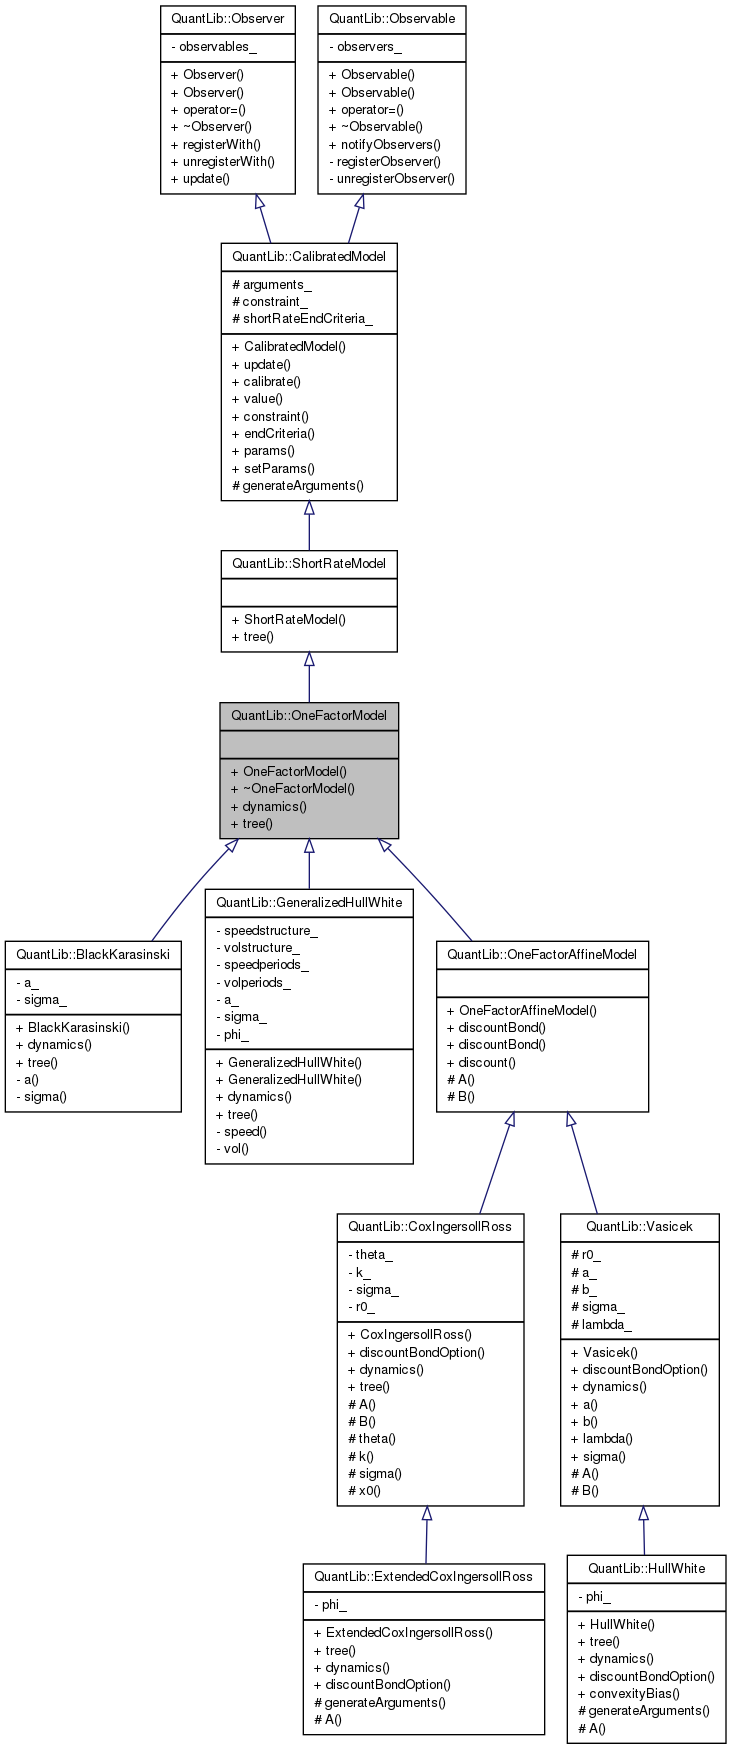 QuantLib::Observer
- observables_
+ Observer()
+ Observer()
+ operator=()
+ ~Observer()
+ registerWith()
+ unregisterWith()
+ update()
QuantLib::Observable
- observers_
+ Observable()
+ Observable()
+ operator=()
+ ~Observable()
+ notifyObservers()
- registerObserver()
- unregisterObserver()
QuantLib::CalibratedModel
# arguments_
# constraint_
# shortRateEndCriteria_
+ CalibratedModel()
+ update()
+ calibrate()
+ value()
+ constraint()
+ endCriteria()
+ params()
+ setParams()
# generateArguments()
QuantLib::ShortRateModel
+ ShortRateModel()
+ tree()
QuantLib::OneFactorModel
+ OneFactorModel()
+ ~OneFactorModel()
+ dynamics()
+ tree()
QuantLib::BlackKarasinski
- a_
- sigma_
+ BlackKarasinski()
+ dynamics()
+ tree()
- a()
- sigma()
QuantLib::GeneralizedHullWhite
- speedstructure_
- volstructure_
- speedperiods_
- volperiods_
- a_
- sigma_
- phi_
+ GeneralizedHullWhite()
+ GeneralizedHullWhite()
+ dynamics()
+ tree()
- speed()
- vol()
QuantLib::OneFactorAffineModel
+ OneFactorAffineModel()
+ discountBond()
+ discountBond()
+ discount()
# A()
# B()
QuantLib::CoxIngersollRoss
- theta_
- k_
- sigma_
- r0_
+ CoxIngersollRoss()
+ discountBondOption()
+ dynamics()
+ tree()
# A()
# B()
# theta()
# k()
# sigma()
# x0()
QuantLib::Vasicek
# r0_
# a_
# b_
# sigma_
# lambda_
+ Vasicek()
+ discountBondOption()
+ dynamics()
+ a()
+ b()
+ lambda()
+ sigma()
# A()
# B()
QuantLib::ExtendedCoxIngersollRoss
- phi_
+ ExtendedCoxIngersollRoss()
+ tree()
+ dynamics()
+ discountBondOption()
# generateArguments()
# A()
QuantLib::HullWhite
- phi_
+ HullWhite()
+ tree()
+ dynamics()
+ discountBondOption()
+ convexityBias()
# generateArguments()
# A()